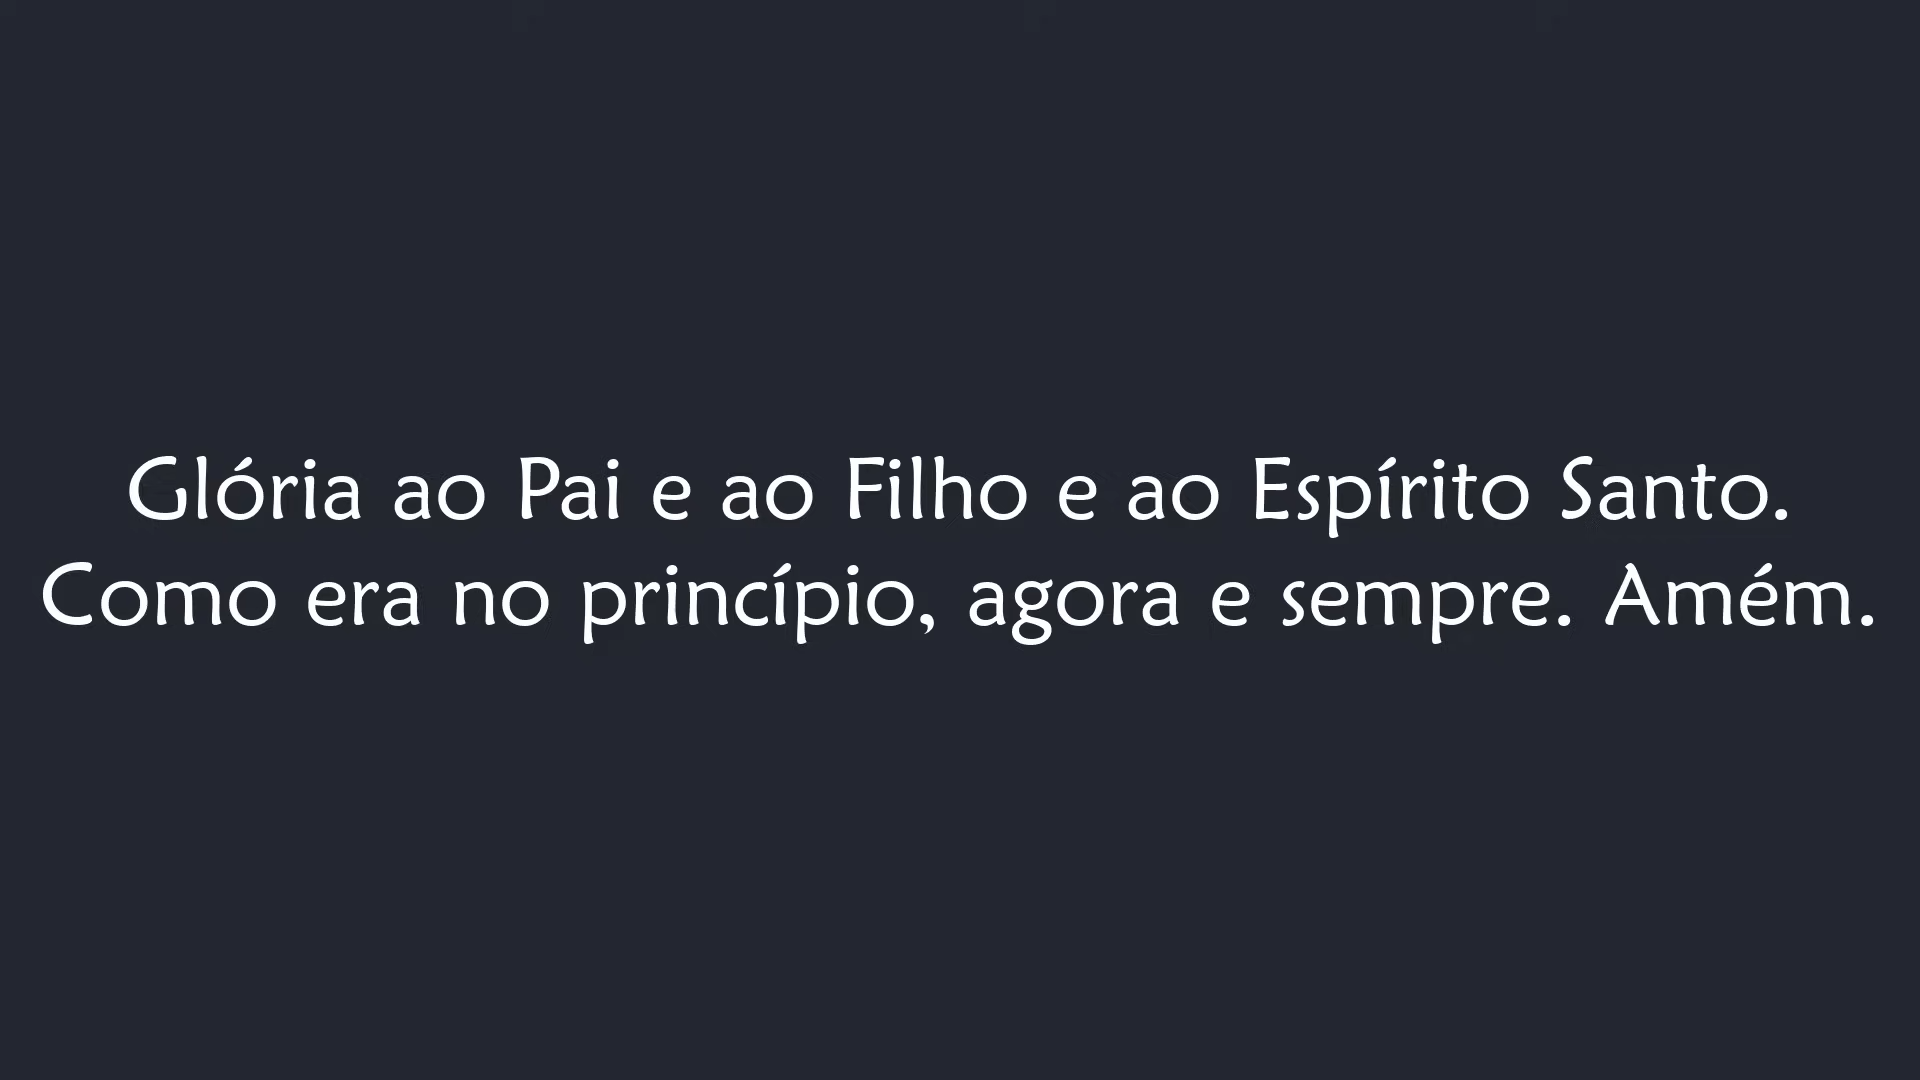 Glória ao Pai e ao Filho e ao Espírito Santo.
Como era no princípio, agora e sempre. Amém.